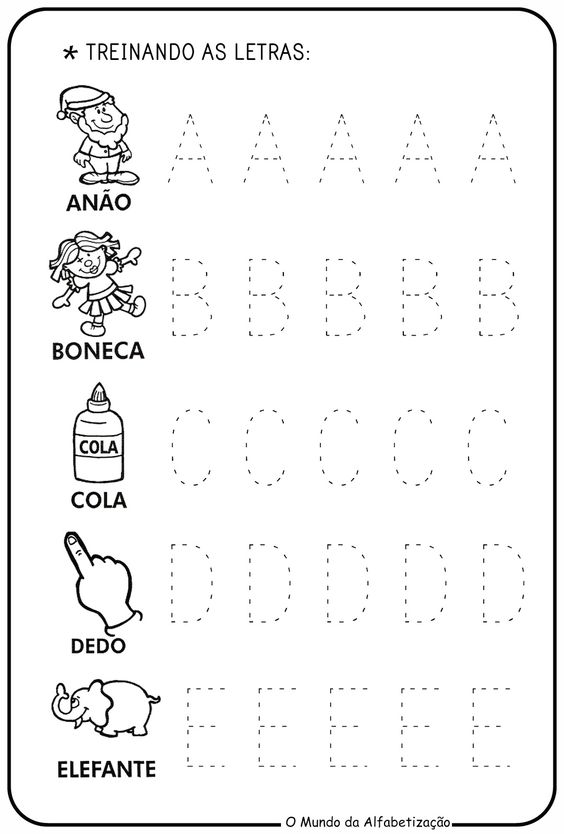 * TREINANDO AS LETRAS:
A A A A A
ANÃO
B B B B B
BONECA
COLA
C C C C C
COLA
D D D D D
DEDO
E E E E E
ELEFANTE
O Mundo da Alfabetização